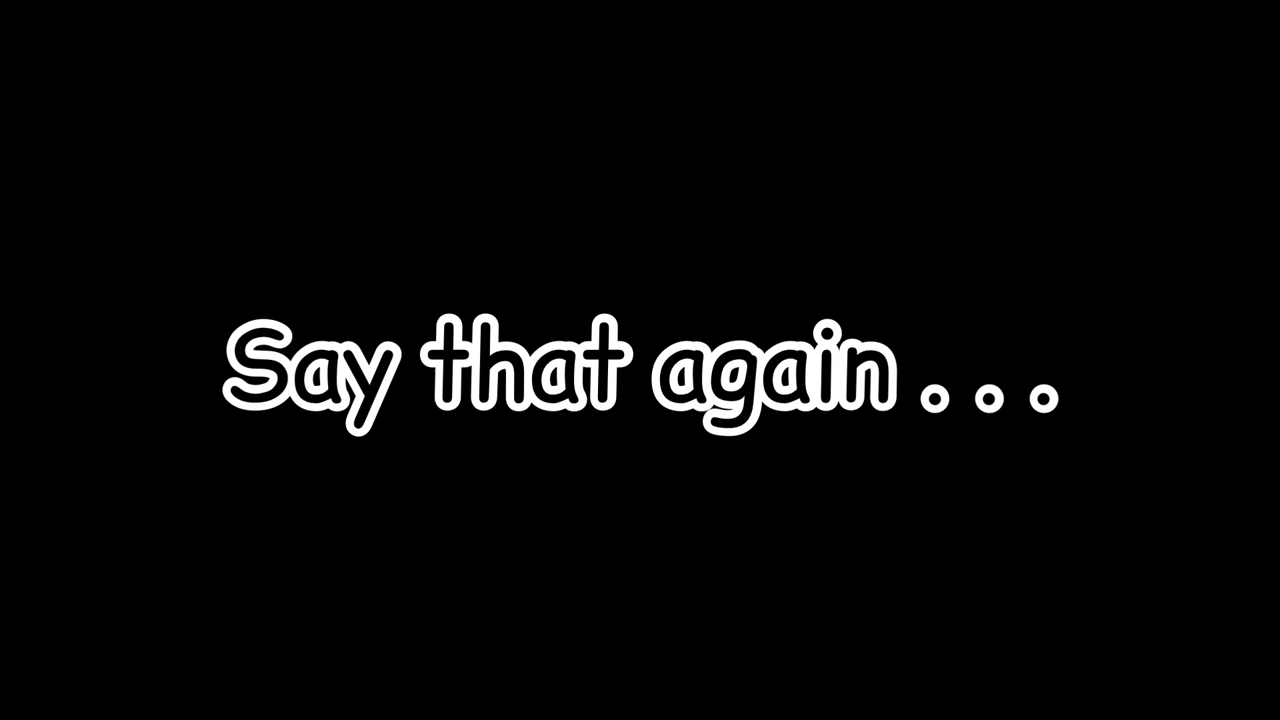 Say that again . . .